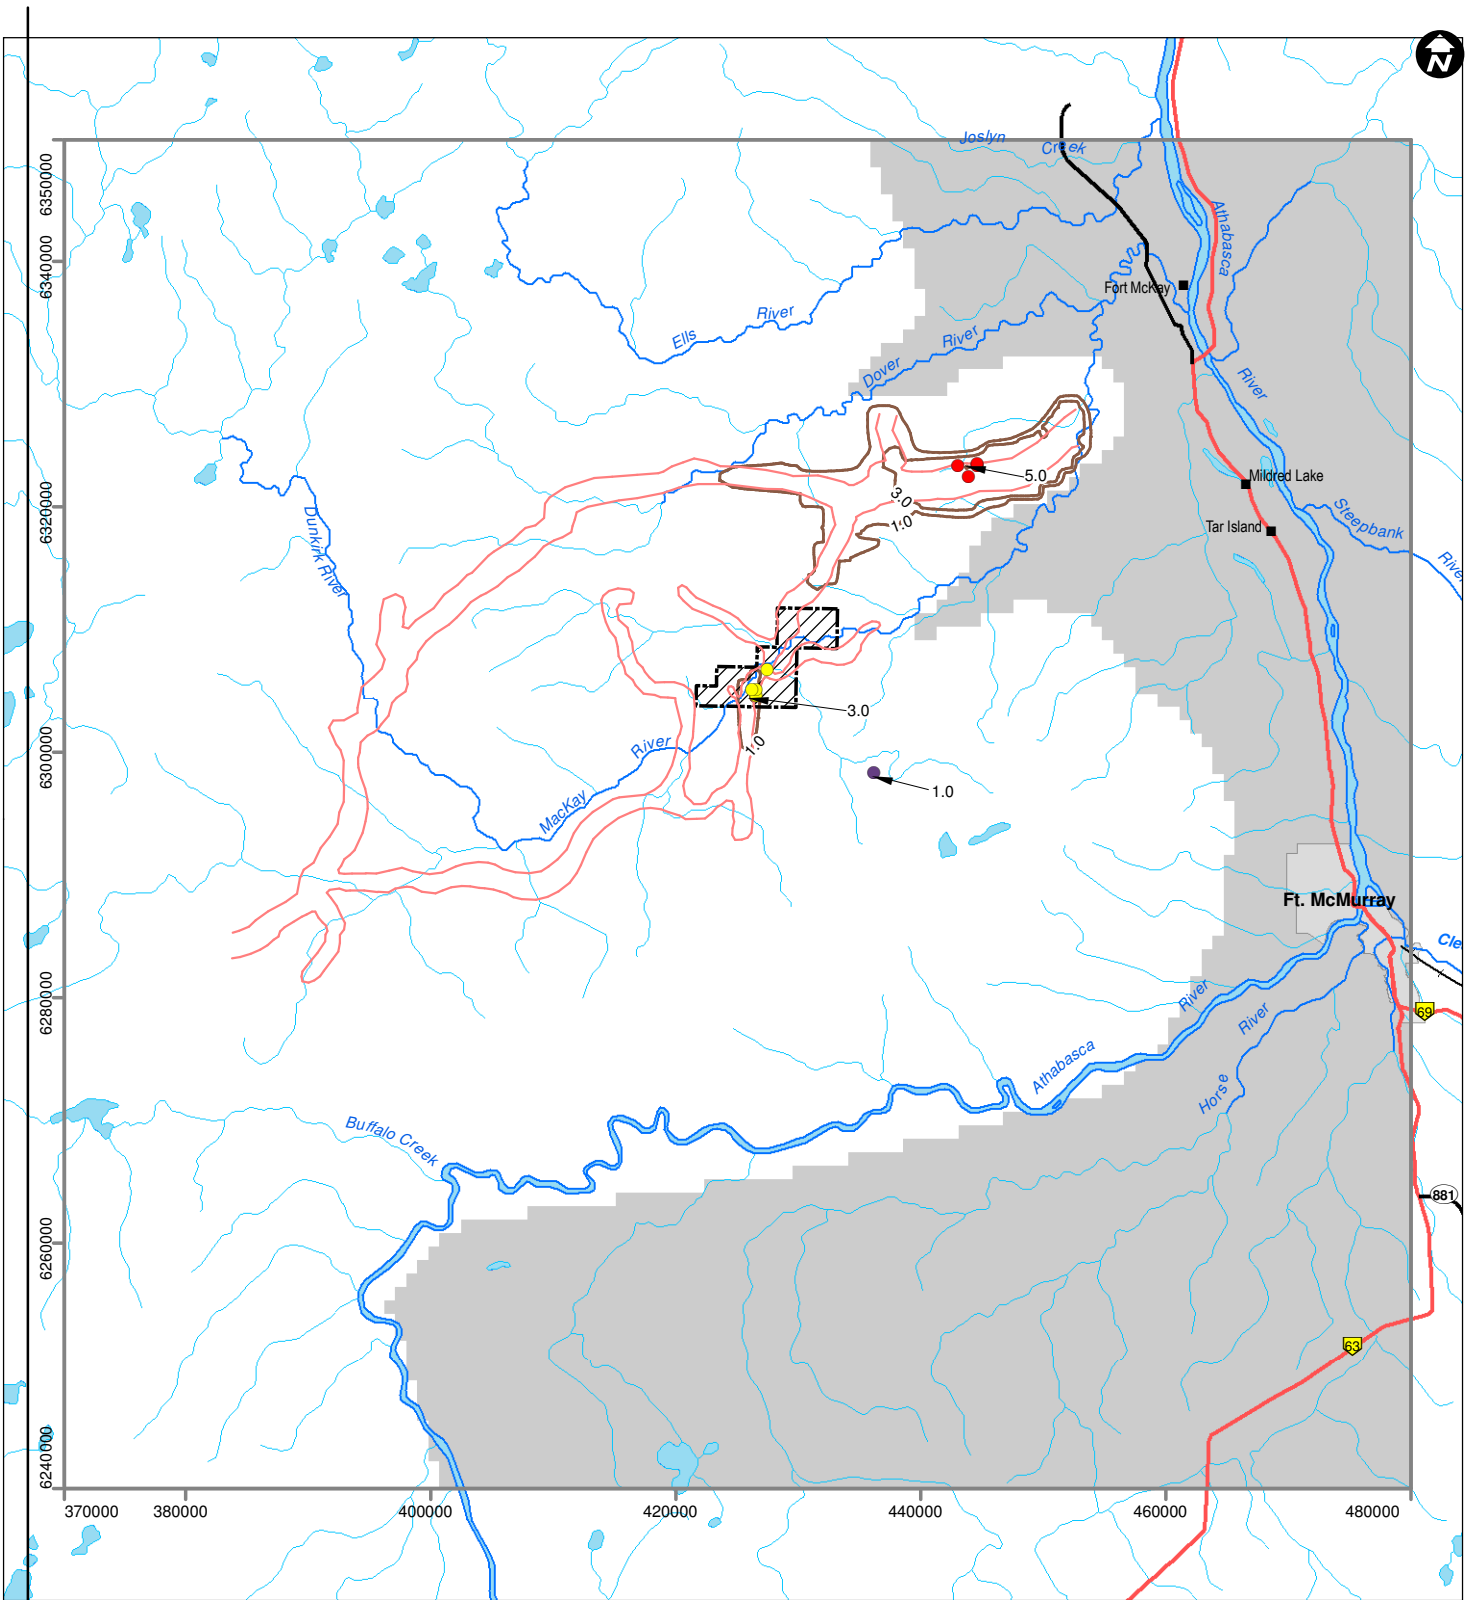 N
Joslyn
Creek
6350000
Athabasca
6340000
Fort McKay
River
Ells
River
Dover
River
Mildred Lake
5.0
3.0
1.0
Steepbank
6320000
Tar Island
Dunkirk River
River
3.0
1.0
River
6300000
1.0
MacKay
Ft. McMurray
Cle
6280000
River
River
69
Athabasca
Horse
Buffalo Creek
881
6260000
63
6240000
370000
380000
400000
420000
440000
460000
480000